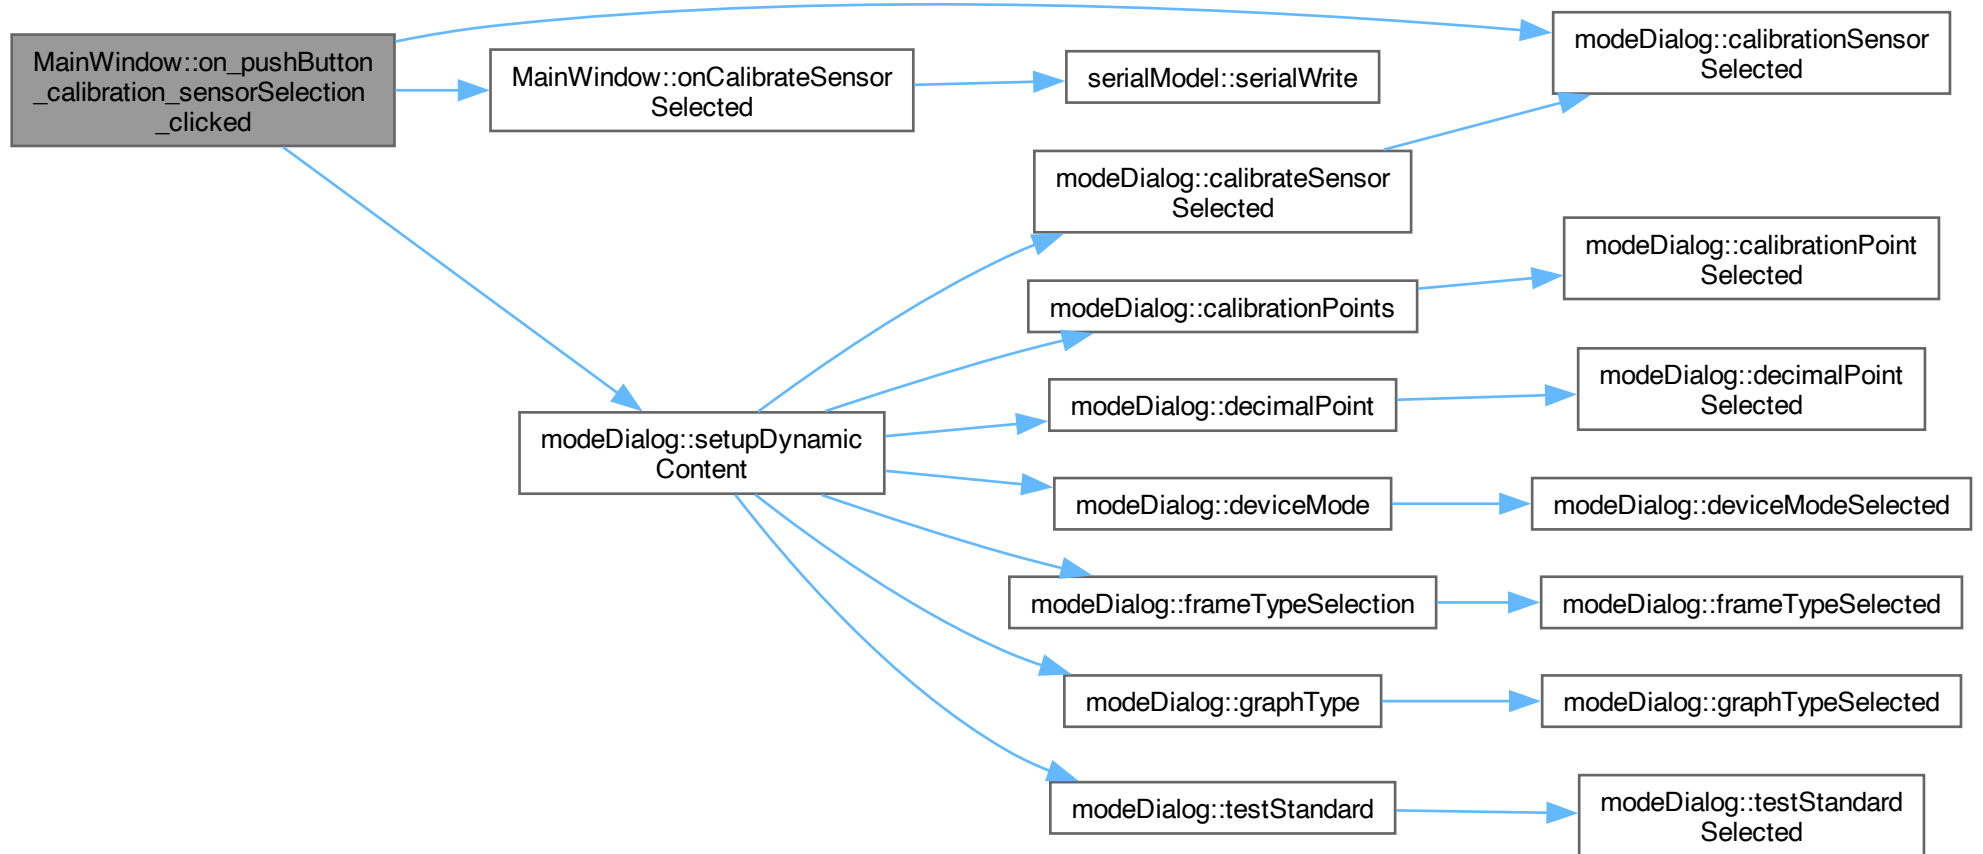 MainWindow::on_pushButton
_calibration_sensorSelection
_clicked
MainWindow::onCalibrateSensor
Selected
serialModel::serialWrite
modeDialog::calibrationSensor
Selected
modeDialog::calibrateSensor
Selected
modeDialog::calibrationPoints
modeDialog::calibrationPoint
Selected
modeDialog::setupDynamic
Content
modeDialog::decimalPoint
modeDialog::decimalPoint
Selected
modeDialog::deviceMode
modeDialog::deviceModeSelected
modeDialog::frameTypeSelection
modeDialog::frameTypeSelected
modeDialog::graphType
modeDialog::graphTypeSelected
modeDialog::testStandard
modeDialog::testStandard
Selected